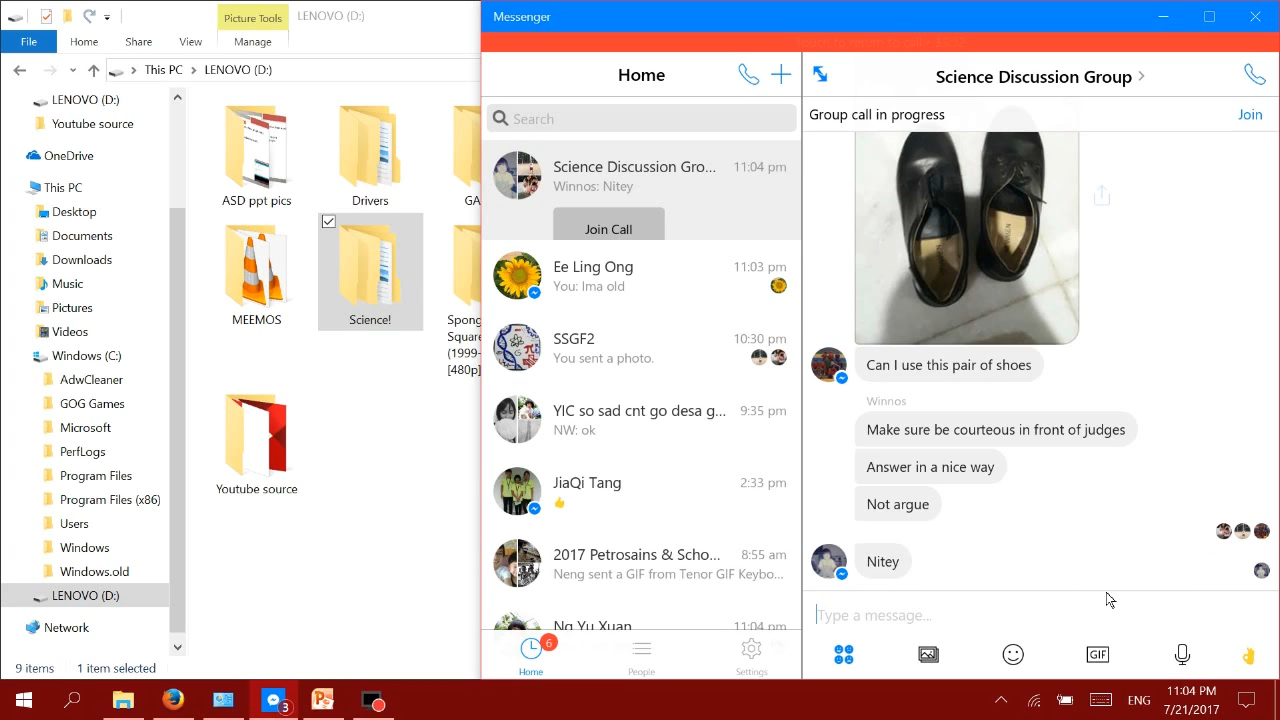 Picture Tools
LENOVO (D:)
File
Home
Share
View
Manage
This PC
LENOVO (D:)
LENOVO (D:)
Youtube source
OneDrive
This PC
Desktop
Documents
Downloads
Music
Pictures
Videos
Windows (C:)
AdwCleaner
GOG Games
Microsoft
PerfLogs
Program Files
Program Files (x86)
Users
Windows
Windows.old
LENOVO (D:)
Network
ASD ppt pics
Drivers
GA
MEEMOS
Science!
Spong
Square
(1999-
[480p]
Youtube source
9 items
1 item selected
Messenger
Home
Search
Science Discussion Gro...
11:04 pm
Winnos: Nitey
Join Call
Ee Ling Ong
11:03 pm
You: Ima old
SSGF2
10:30 pm
You sent a photo.
YIC so sad cnt go desa g...
9:35 pm
NW: ok
JiaQi Tang
2:33 pm
2017 Petrosains & Scho...
8:55 am
Neng sent a GIF from Tenor GIF Keybo...
Ng Yu Xuan
11:04 pm
6
Home
People
Settings
Science Discussion Group
Group call in progress
Join
Can I use this pair of shoes
Winnos
Make sure be courteous in front of judges
Answer in a nice way
Not argue
Nitey
Type a message...
GIF
3
ENG
11:04 PM
7/21/2017